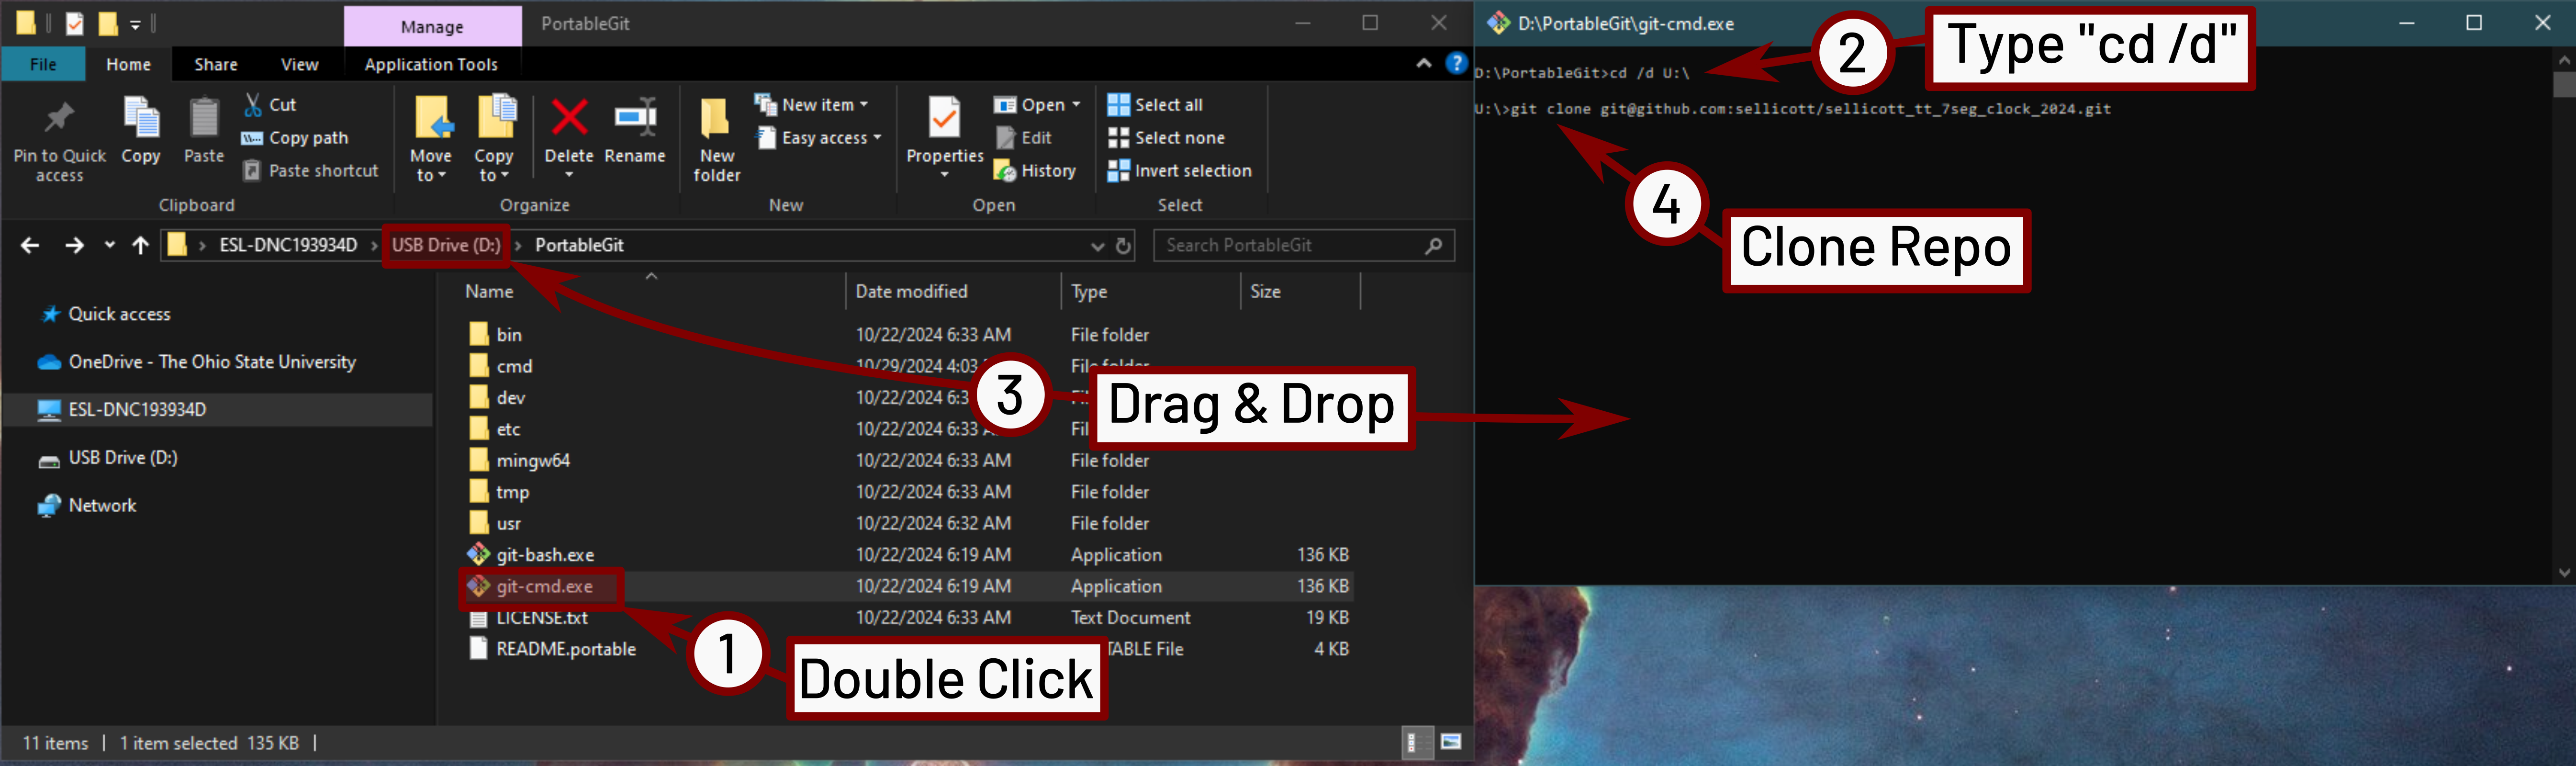 Manage
PortableGit
File
Home
Share
View
Application Tools
Pin to Quick
access
Copy
Paste
Cut
Copy path
Paste shortcut
Clipboard
Move
to
Copy
to
Delete
Rename
Organize
New
folder
New item
Easy access
New
Properties
Open
Edit
History
Open
Select all
Select none
Invert selection
Select
ESL-DNC193934D
USB Drive (D:)
PortableGit
Search PortableGit
Quick access
OneDrive - The Ohio State University
ESL-DNC193934D
USB Drive (D:)
Network
Name Date modified Type Size
bin 10/22/2024 6:33 AM File folder
cmd 10/29/2024 4:03 File folder
dev 10/22/2024
etc 10/22/2024 6:33
mingw64 10/22/2024 6:33 AM File folder
tmp 10/22/2024 6:33 AM File folder
usr 10/22/2024 6:32 AM File folder
git-bash.exe 10/22/2024 6:19 AM Application 136 KB
git-cmd.exe 10/22/2024 6:19 AM Application 136 KB
LICENSE.txt 10/22/2024 6:33 AM Text Document 19 KB
README.portable File 4 KB
11 items 1 item selected 135 KB
1
Double Click
3
Drag & Drop
D:\PortableGit\git-cmd.exe
D:\PortableGit>cd /d U:\
U:\>git clone git@github.com:sellicott/sellicott_tt_7seg_clock_2024.git
2
Type "cd /d"
4
Clone Repo